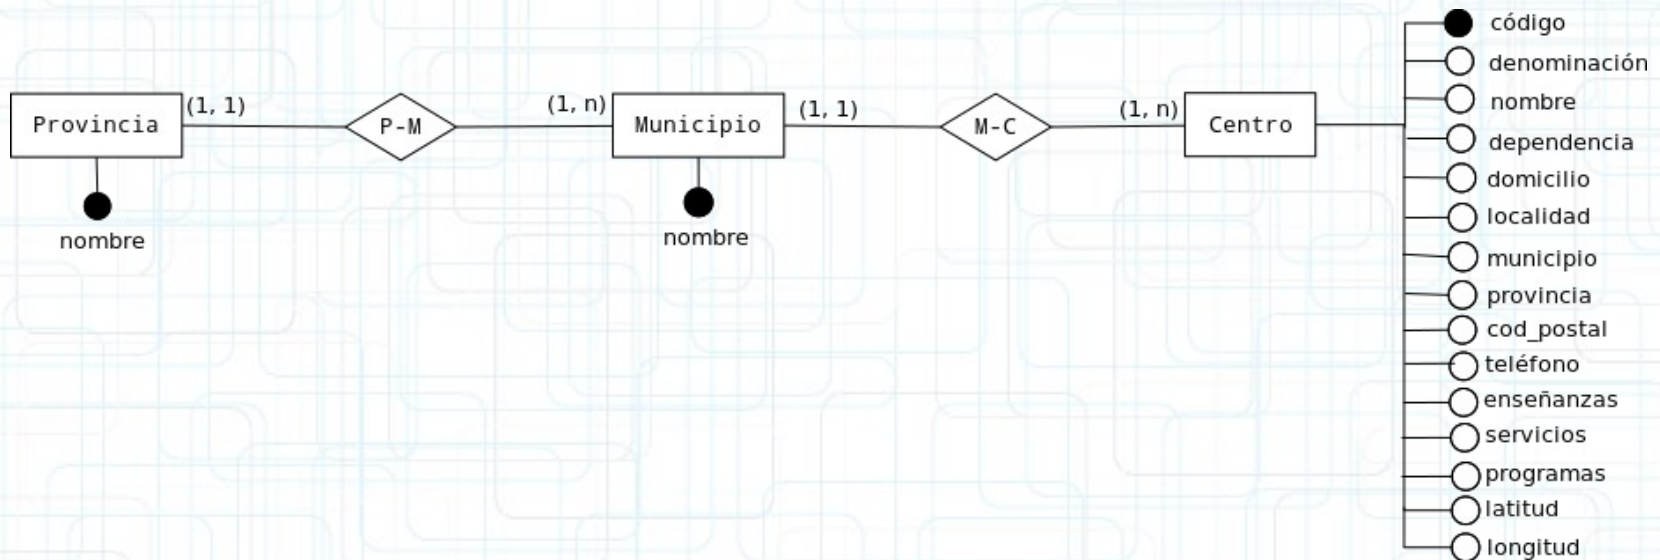 Provincia
(1, 1)
P-M
(1, n)
Municipio
(1, 1)
M-C
(1, n)
Centro
nombre
nombre
código
denominación
nombre
dependencia
domicilio
localidad
municipio
provincia
cod_postal
teléfono
enseñanzas
servicios
programas
latitud
longitud